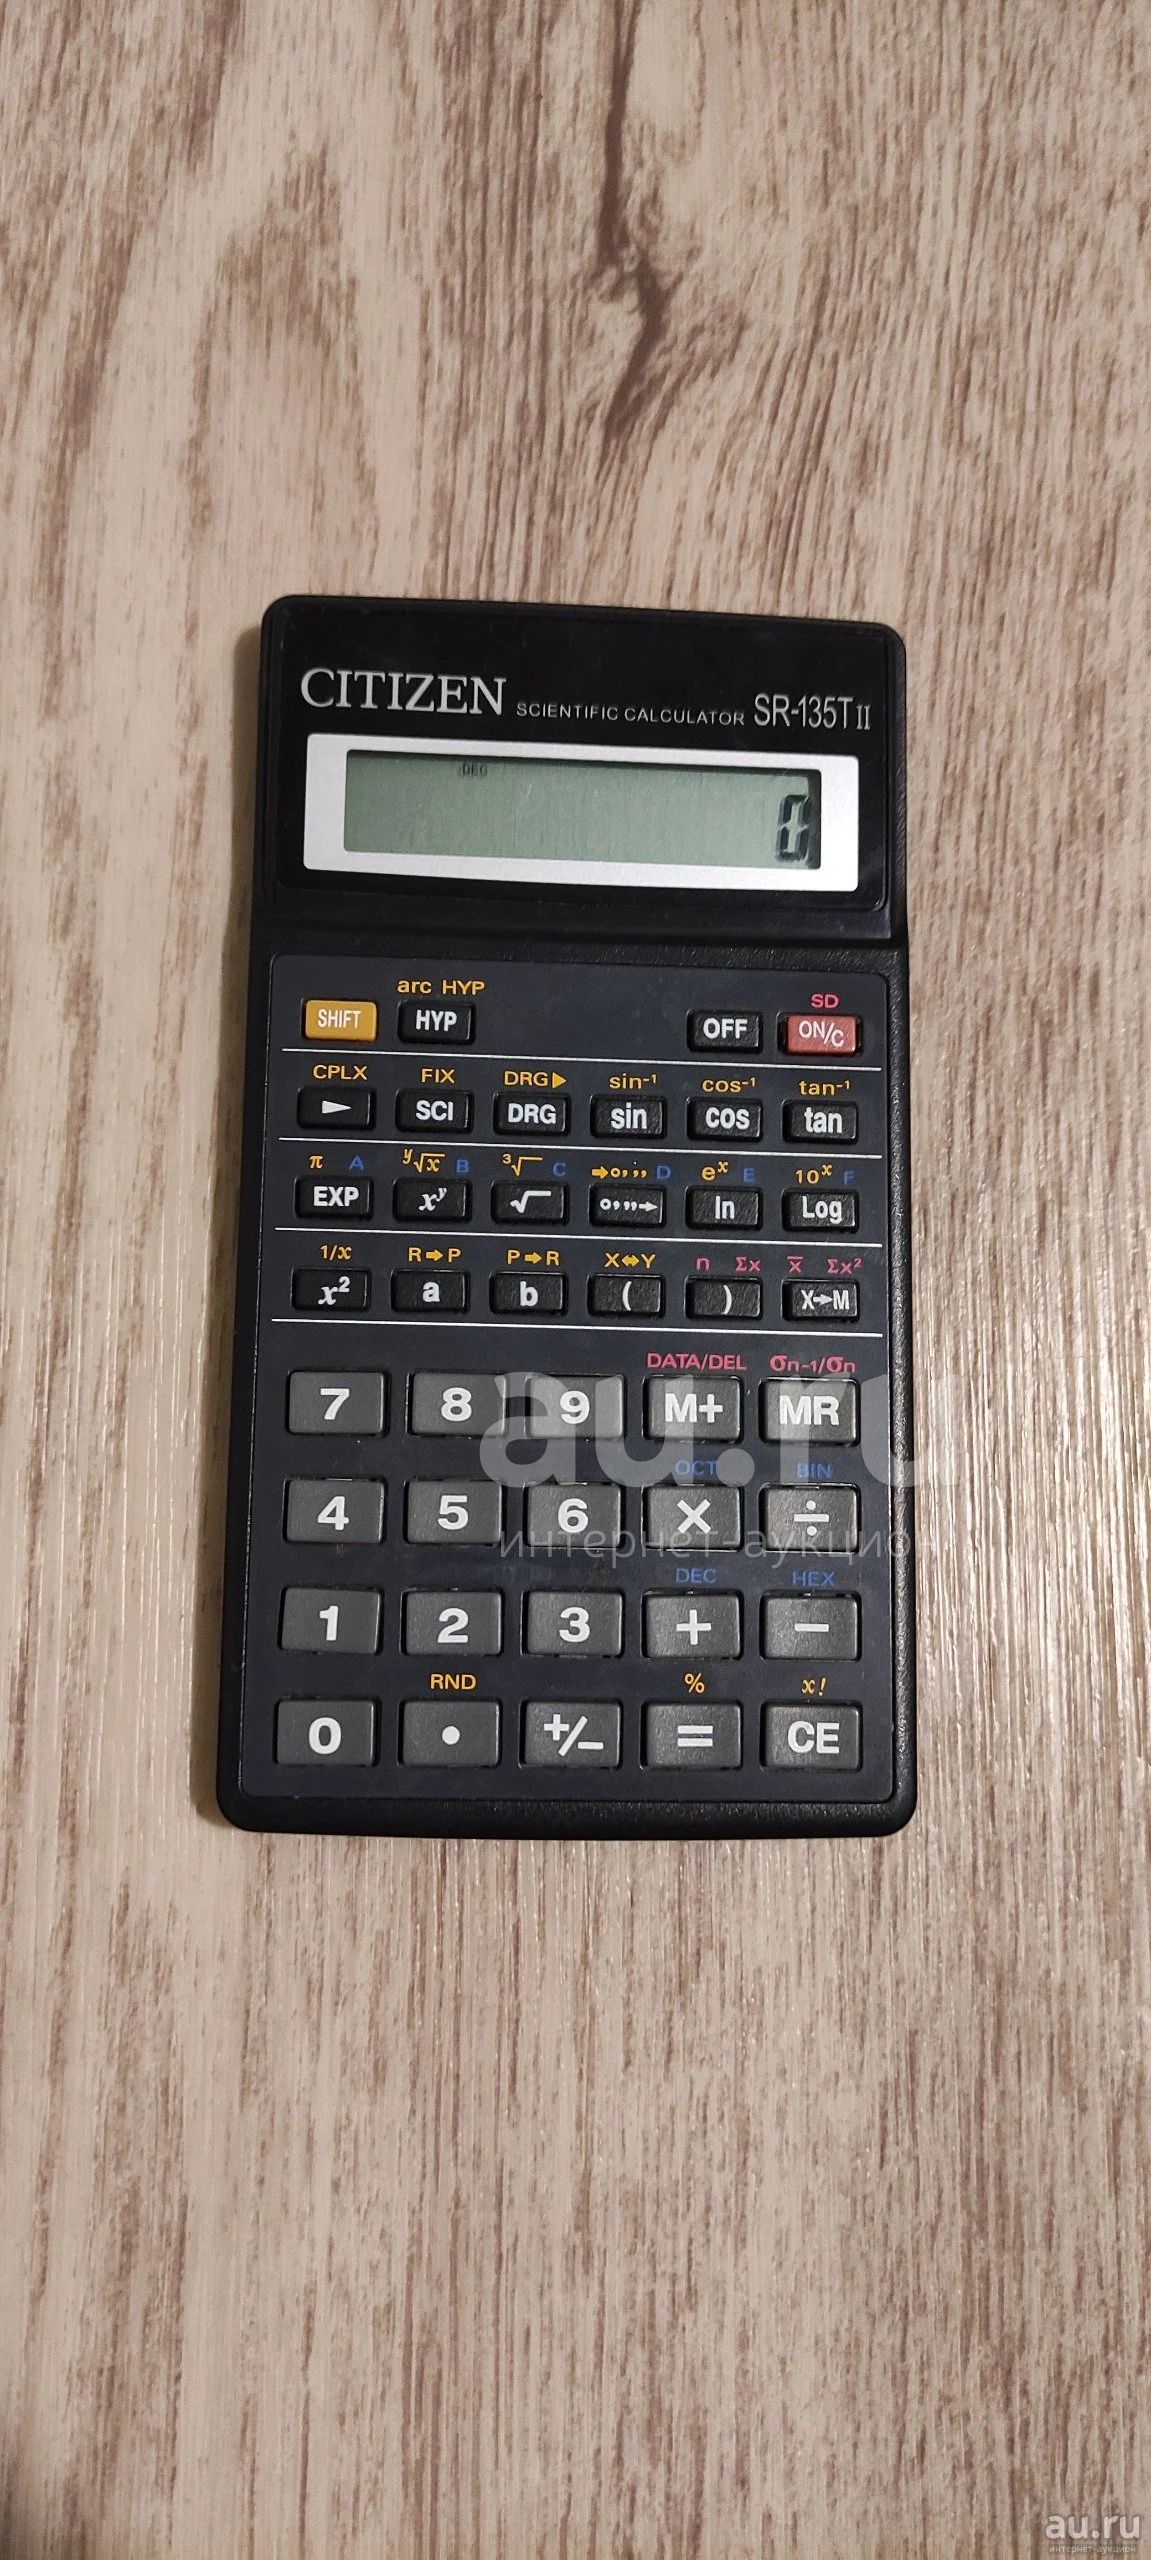 CITIZEN SCIENTIFIC CALCULATOR SR-135T II
DEG
0
arc HYP SD
SHIFT HYP OFF ON/C
CPLX FIX DRG▶ sin⁻¹ cos⁻¹ tan⁻¹
► SCI DRG sin cos tan
π A ʸ√x B ³√ C ➡o,,, D eˣ E 10ˣ F
EXP xʸ √ o,,,➡ In Log
1/x R➡P P➡R X⬌Y n Σx x̄ Σx²
x² a b ( ) X➡M
DATA/DEL σn-1/σn
7 8 9 M+ MR
au.ru
OCT BIN
4 5 6 × ÷
интернет-аукцион
DEC HEX
1 2 3 + −
RND % x!
0 • +/− = CE
au.ru
интернет-аукцион